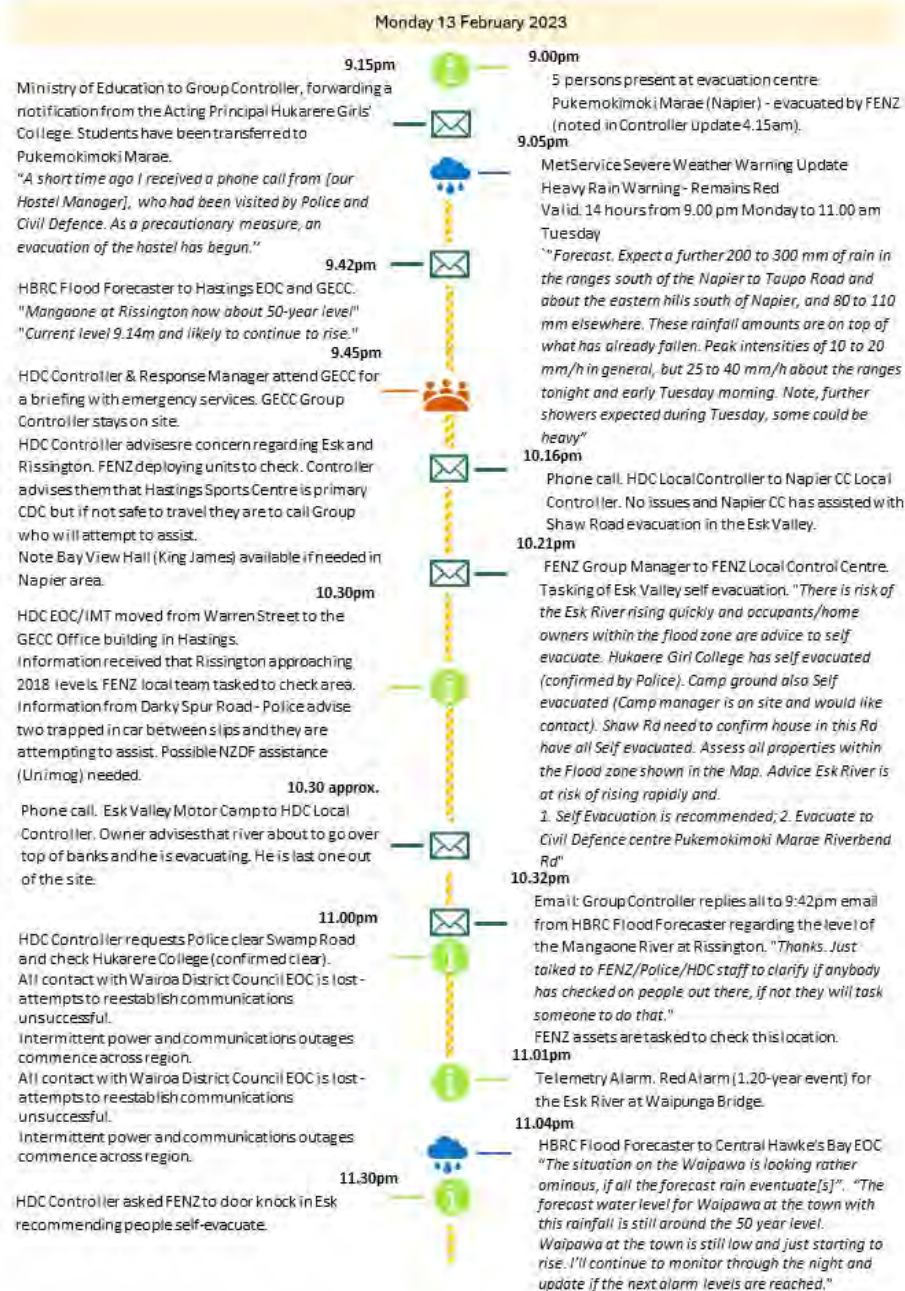 Monday 13 February 2023
9.15pm
Ministry of Education to Group Controller, forwarding a
notification from the Acting Principal Hukarere Girls'
College. Students have been transferred to
Pukemokimoki Marae.
"A short time ago I received a phone call from [our
Hostel Manager], who had been visited by Police and
Civil Defence. As a precautionary measure, an
evacuation of the hostel has begun."
9.42pm
HBRC Flood Forecaster to Hastings EOC and GECC.
"Mangaone at Rissington now about 50-year level"
"Current level 9.14m and likely to continue to rise."
9.45pm
HDC Controller & Response Manager attend GECC for
a briefing with emergency services. GECC Group
Controller stays on site.
HDC Controller advises re concern regarding Esk and
Rissington. FENZ deploying units to check. Controller
advises them that Hastings Sports Centre is primary
CDC but if not safe to travel they are to call Group
who will attempt to assist.
Note Bay View Hall (King James) available if needed in
Napier area.
10.30pm
HDC EOC/IMT moved from Warren Street to the
GECC Office building in Hastings.
Information received that Rissington approaching
2018 levels. FENZ local team tasked to check area.
Information from Darky Spur Road - Police advise
two trapped in car between slips and they are
attempting to assist. Possible NZDF assistance
(Unimog) needed.
10.30 approx.
Phone call. Esk Valley Motor Camp to HDC Local
Controller. Owner advises that river about to go over
top of banks and he is evacuating. He is last one out
of the site.
11.00pm
HDC Controller requests Police clear Swamp Road
and check Hukarere College (confirmed clear).
All contact with Wairoa District Council EOC is lost -
attempts to reestablish communications
unsuccessful.
Intermittent power and communications outages
commence across region.
All contact with Wairoa District Council EOC is lost -
attempts to reestablish communications
unsuccessful.
Intermittent power and communications outages
commence across region.
11.30pm
HDC Controller asked FENZ to door knock in Esk
recommending people self-evacuate.
9.00pm
5 persons present at evacuation centre
Pukemokimoki Marae (Napier) - evacuated by FENZ
(noted in Controller update 4.15am).
9.05pm
MetService Severe Weather Warning Update
Heavy Rain Warning - Remains Red
Valid. 14 hours from 9.00 pm Monday to 11.00 am
Tuesday
`"Forecast. Expect a further 200 to 300 mm of rain in
the ranges south of the Napier to Taupo Road and
about the eastern hills south of Napier, and 80 to 110
mm elsewhere. These rainfall amounts are on top of
what has already fallen. Peak intensities of 10 to 20
mm/h in general, but 25 to 40 mm/h about the ranges
tonight and early Tuesday morning. Note, further
showers expected during Tuesday, some could be
heavy"
10.16pm
Phone call. HDC Local Controller to Napier CC Local
Controller. No issues and Napier CC has assisted with
Shaw Road evacuation in the Esk Valley.
10.21pm
FENZ Group Manager to FENZ Local Control Centre.
Tasking of Esk Valley self evacuation. "There is risk of
the Esk River rising quickly and occupants/home
owners within the flood zone are advice to self
evacuate. Hukaere Girl College has self evacuated
(confirmed by Police). Camp ground also Self
evacuated (Camp manager is on site and would like
contact). Shaw Rd need to confirm house in this Rd
have all Self evacuated. Assess all properties within
the Flood zone shown in the Map. Advice Esk River is
at risk of rising rapidly and.
1. Self Evacuation is recommended; 2. Evacuate to
Civil Defence centre Pukemokimoki Marae Riverbend
Rd"
10.32pm
Email: Group Controller replies all to 9:42pm email
from HBRC Flood Forecaster regarding the level of
the Mangaone River at Rissington. "Thanks. Just
talked to FENZ/Police/HDC staff to clarify if anybody
has checked on people out there, if not they will task
someone to do that."
FENZ assets are tasked to check this location.
11.01pm
Telemetry Alarm. Red Alarm (1.20-year event) for
the Esk River at Waipunga Bridge.
11.04pm
HBRC Flood Forecaster to Central Hawke's Bay EOC
"The situation on the Waipawa is looking rather
ominous, if all the forecast rain eventuate[s]". "The
forecast water level for Waipawa at the town with
this rainfall is still around the 50 year level.
Waipawa at the town is still low and just starting to
rise. I'll continue to monitor through the night and
update if the next alarm levels are reached."